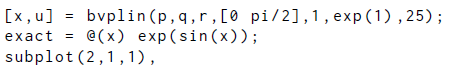 [x,u] = bvplin(p,q,r,[0 pi/2],1,exp(1),25);
exact = @(x) exp(sin(x));
subplot(2,1,1),